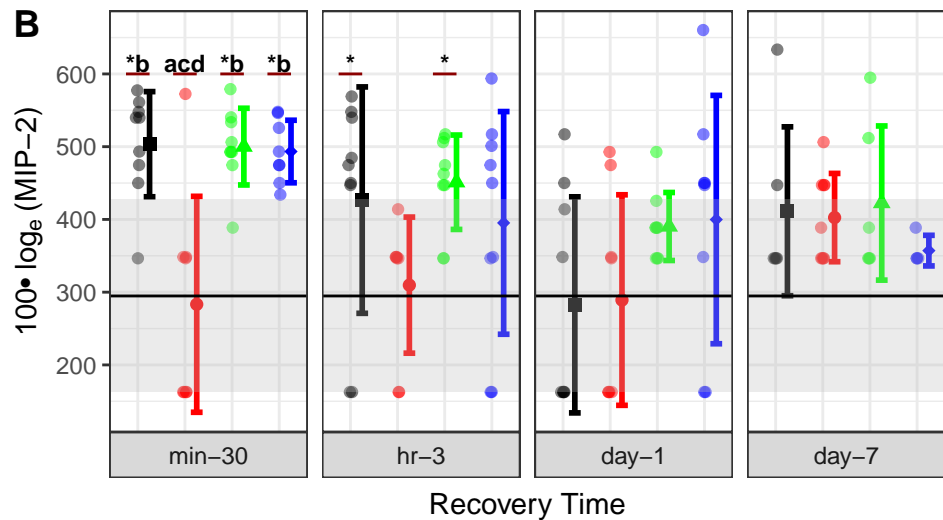 B
*b acd *b *b * *
600
500
400
300
200
100• logₑ (MIP−2)
min−30 hr−3 day−1 day−7
Recovery Time